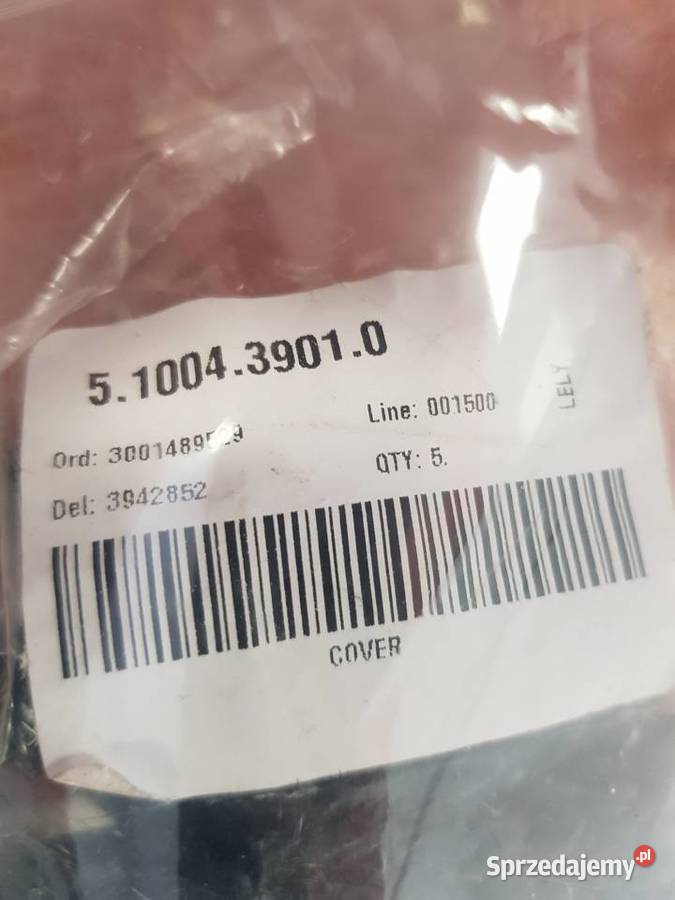 5.1004.3901.0
Line: 001500
LELY
Ord:
QTY: 5.
Del: 3942852
COVER
Sprzedajemy.pl